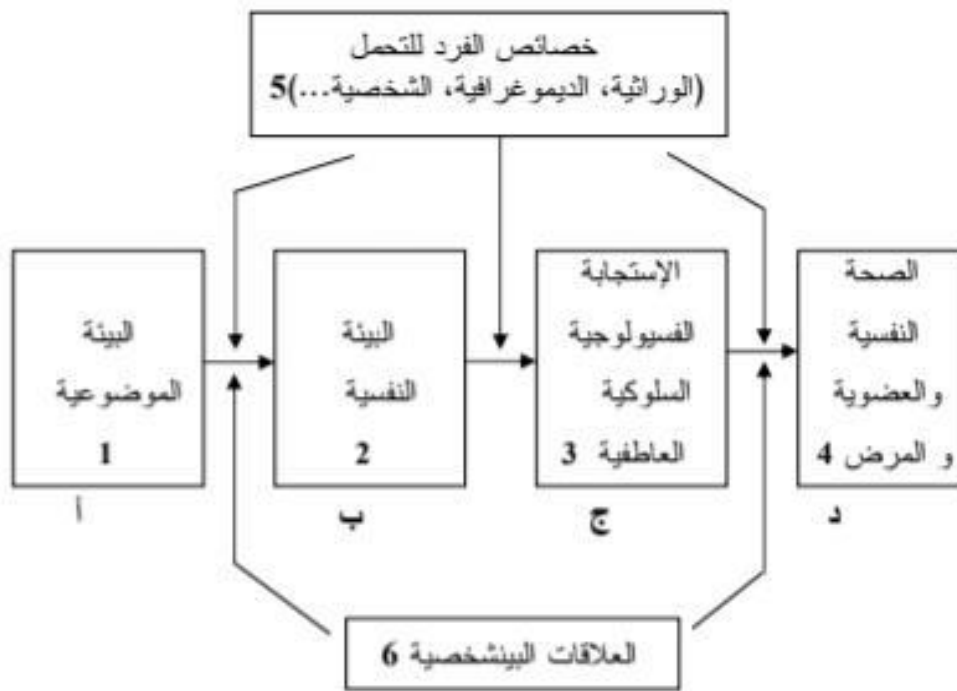 خصائص الفرد للتحمل
(الوراثية، الديموغرافية، الشخصية...)5
البيئة
الموضوعية
1
أ
البيئة
النفسية
2
ب
الإستجابة
الفسيولوجية
السلوكية
العاطفية 3
ج
الصحة
النفسية
والعضوية
و المرض 4
د
العلاقات البينشخصية 6